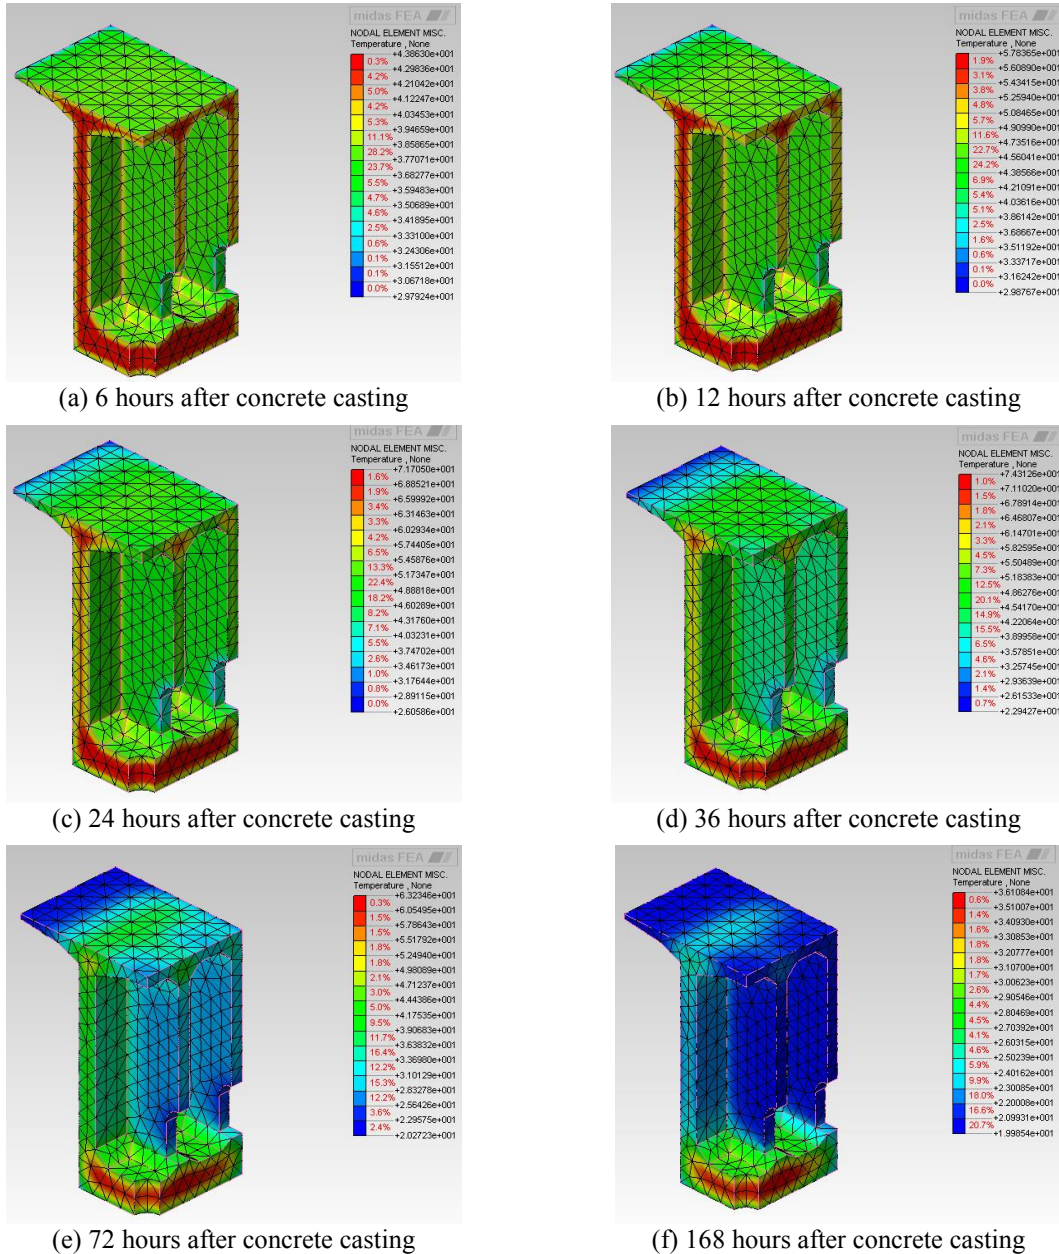 midas FEA
NODAL ELEMENT MISC.
Temperature , None
+4.38630e+001
0.3%
+4.29836e+001
4.2%
+4.21042e+001
5.0%
+4.12247e+001
4.2%
+4.03453e+001
5.3%
+3.94659e+001
11.1%
+3.85865e+001
28.2%
+3.77071e+001
23.7%
+3.68277e+001
5.5%
+3.59483e+001
4.7%
+3.50689e+001
4.6%
+3.41895e+001
2.5%
+3.33100e+001
0.6%
+3.24306e+001
0.1%
+3.15512e+001
0.1%
+3.06718e+001
0.0%
+2.97924e+001
(a) 6 hours after concrete casting
midas FEA
NODAL ELEMENT MISC.
Temperature , None
+5.78365e+001
1.9%
+5.60890e+001
3.1%
+5.43415e+001
3.8%
+5.25940e+001
4.8%
+5.08465e+001
5.7%
+4.90990e+001
11.6%
+4.73516e+001
22.7%
+4.56041e+001
24.2%
+4.38566e+001
6.9%
+4.21091e+001
5.4%
+4.03616e+001
5.1%
+3.86142e+001
2.5%
+3.68667e+001
1.6%
+3.51192e+001
0.6%
+3.33717e+001
0.1%
+3.16242e+001
0.0%
+2.98767e+001
(b) 12 hours after concrete casting
midas FEA
NODAL ELEMENT MISC.
Temperature , None
+7.17050e+001
1.6%
+6.88521e+001
1.9%
+6.59992e+001
3.4%
+6.31463e+001
3.3%
+6.02934e+001
4.2%
+5.74405e+001
6.5%
+5.45876e+001
13.3%
+5.17347e+001
22.4%
+4.88818e+001
18.2%
+4.60289e+001
8.2%
+4.31760e+001
7.1%
+4.03231e+001
5.5%
+3.74702e+001
2.6%
+3.46173e+001
1.0%
+3.17644e+001
0.8%
+2.89115e+001
0.0%
+2.60586e+001
(c) 24 hours after concrete casting
midas FEA
NODAL ELEMENT MISC.
Temperature , None
+7.43126e+001
1.0%
+7.11020e+001
1.5%
+6.78914e+001
1.8%
+6.46807e+001
2.1%
+6.14701e+001
3.3%
+5.82595e+001
4.5%
+5.50489e+001
7.3%
+5.18383e+001
12.5%
+4.86276e+001
20.1%
+4.54170e+001
14.9%
+4.22064e+001
15.5%
+3.89958e+001
6.5%
+3.57851e+001
4.6%
+3.25745e+001
2.1%
+2.93639e+001
1.4%
+2.61533e+001
0.7%
+2.29427e+001
(d) 36 hours after concrete casting
midas FEA
NODAL ELEMENT MISC.
Temperature , None
+6.32346e+001
0.3%
+6.05495e+001
1.5%
+5.78643e+001
1.5%
+5.51792e+001
1.8%
+5.24940e+001
1.8%
+4.98089e+001
2.1%
+4.71237e+001
3.0%
+4.44386e+001
5.0%
+4.17535e+001
9.5%
+3.90683e+001
11.7%
+3.63832e+001
16.4%
+3.36980e+001
12.2%
+3.10129e+001
15.3%
+2.83278e+001
12.2%
+2.56426e+001
3.6%
+2.29575e+001
2.4%
+2.02723e+001
(e) 72 hours after concrete casting
midas FEA
NODAL ELEMENT MISC.
Temperature , None
+3.61084e+001
0.6%
+3.51007e+001
1.4%
+3.40930e+001
1.6%
+3.30853e+001
1.8%
+3.20777e+001
1.8%
+3.10700e+001
1.7%
+3.00623e+001
2.6%
+2.90546e+001
4.4%
+2.80469e+001
4.5%
+2.70392e+001
4.1%
+2.60315e+001
4.6%
+2.50239e+001
5.9%
+2.40162e+001
9.9%
+2.30085e+001
18.0%
+2.20008e+001
16.6%
+2.09931e+001
20.7%
+1.99854e+001
(f) 168 hours after concrete casting